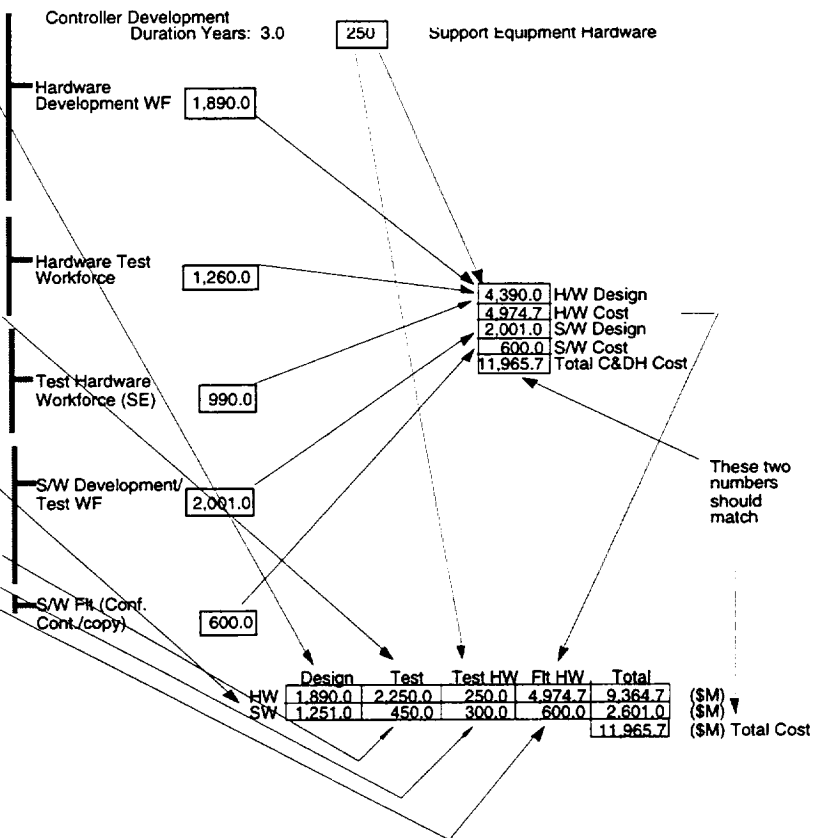 Controller Development
Duration Years: 3.0
250
Support Equipment Hardware
Hardware
Development WF
1,890.0
Hardware Test
Workforce
1,260.0
4,390.0 H/W Design
4,974.7 H/W Cost
2,001.0 S/W Design
600.0 S/W Cost
11,965.7 Total C&DH Cost
Test Hardware
Workforce (SE)
990.0
These two
numbers
should
match
S/W Development/
Test WF
2,001.0
S/W Flt (Conf.
Cont./copy)
600.0
Design Test Test HW Flt HW Total
HW 1,890.0 2,250.0 250.0 4,974.7 9,364.7 ($M)
SW 1,251.0 450.0 300.0 600.0 2,601.0 ($M)
11,965.7 ($M) Total Cost